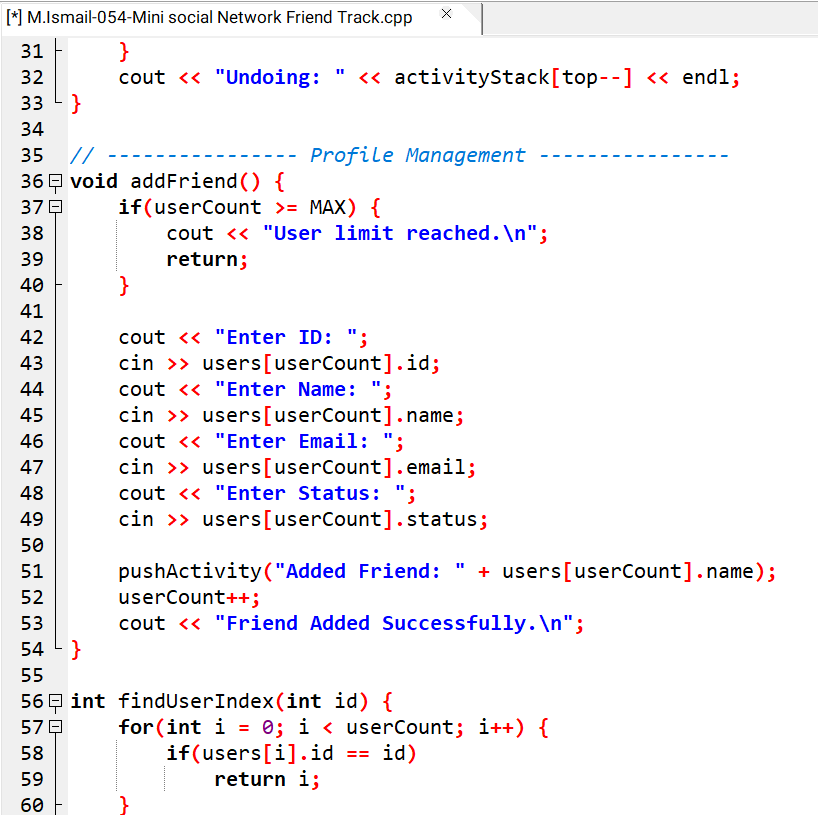 [*] M.Ismail-054-Mini social Network Friend Track.cpp ×
31     }
32     cout << "Undoing: " << activityStack[top--] << endl;
33 }
34
35 // ---------------- Profile Management ----------------
36 void addFriend() {
37     if(userCount >= MAX) {
38         cout << "User limit reached.\n";
39         return;
40     }
41
42     cout << "Enter ID: ";
43     cin >> users[userCount].id;
44     cout << "Enter Name: ";
45     cin >> users[userCount].name;
46     cout << "Enter Email: ";
47     cin >> users[userCount].email;
48     cout << "Enter Status: ";
49     cin >> users[userCount].status;
50
51     pushActivity("Added Friend: " + users[userCount].name);
52     userCount++;
53     cout << "Friend Added Successfully.\n";
54 }
55
56 int findUserIndex(int id) {
57     for(int i = 0; i < userCount; i++) {
58         if(users[i].id == id)
59             return i;
60     }